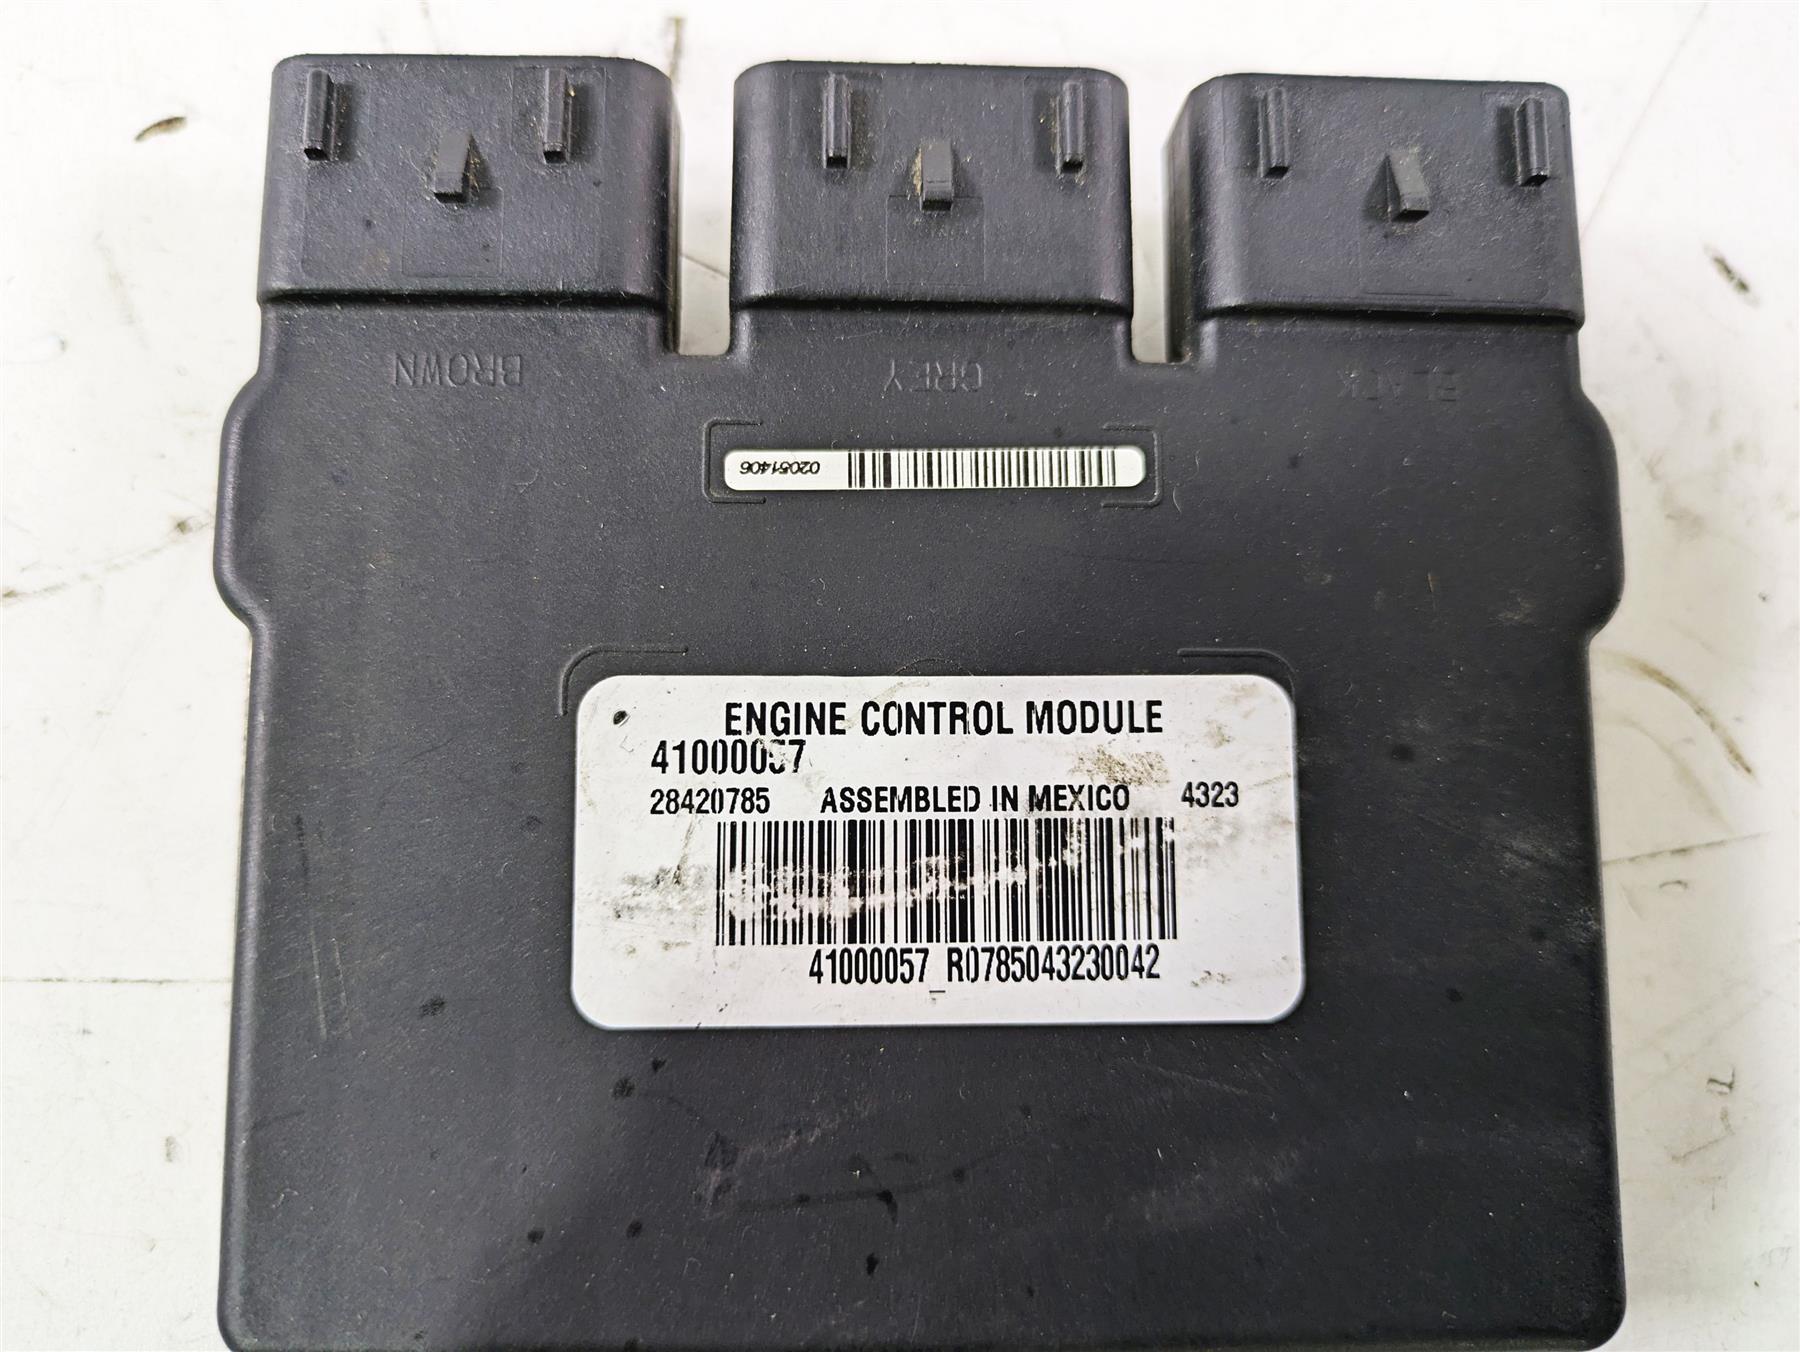 BROWN
GREY
BLACK
02051406
ENGINE CONTROL MODULE
41000057
28420785 ASSEMBLED IN MEXICO 4323
41000057_R0785043230042